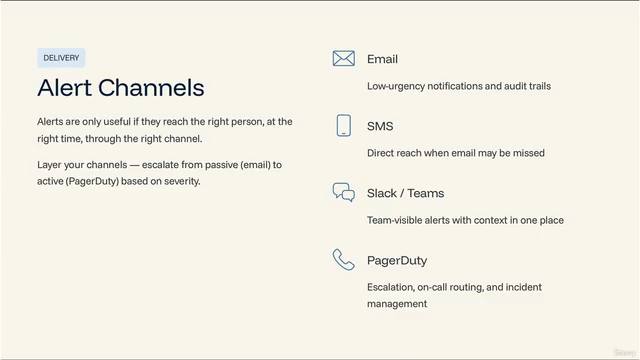 DELIVERY
Alert Channels
Alerts are only useful if they reach the right person, at the
right time, through the right channel.
Layer your channels — escalate from passive (email) to
active (PagerDuty) based on severity.
Email
Low-urgency notifications and audit trails
SMS
Direct reach when email may be missed
Slack / Teams
Team-visible alerts with context in one place
PagerDuty
Escalation, on-call routing, and incident
management